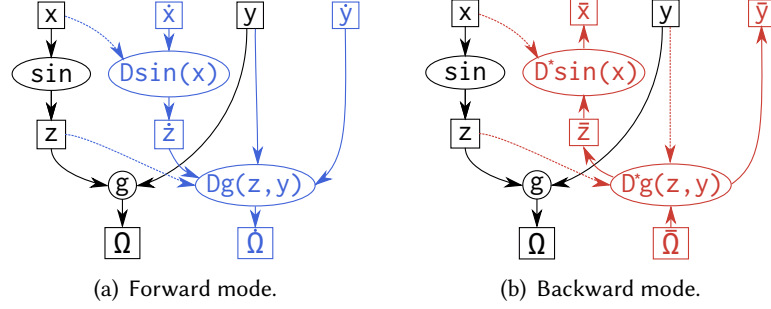 x ẋ y ẏ
sin Dsin(x)
z ż
g Dg(z,y)
Ω Ω̇
(a) Forward mode.
x x̄ y ȳ
sin D*sin(x)
z z̄
g D*g(z,y)
Ω Ω̄
(b) Backward mode.